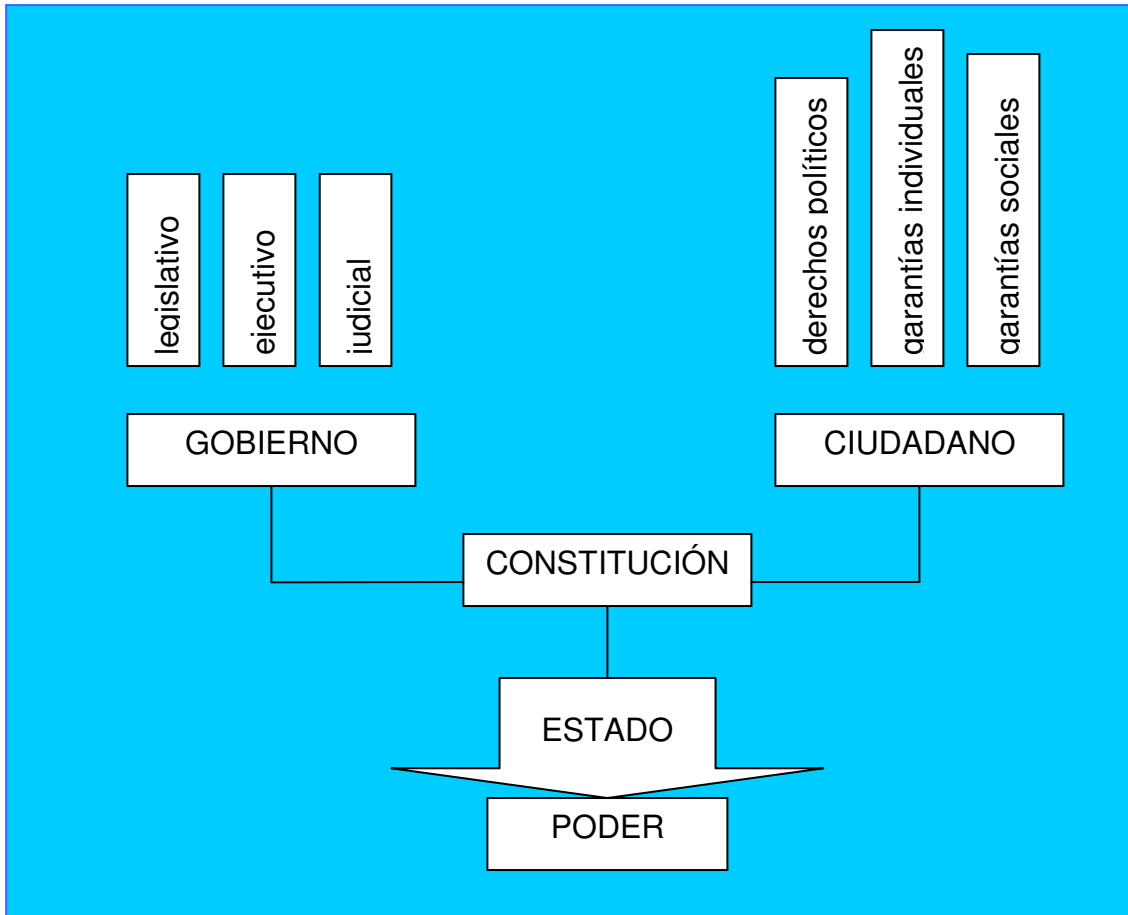 legislativo
ejecutivo
judicial
derechos políticos
garantías individuales
garantías sociales
GOBIERNO
CIUDADANO
CONSTITUCIÓN
ESTADO
PODER